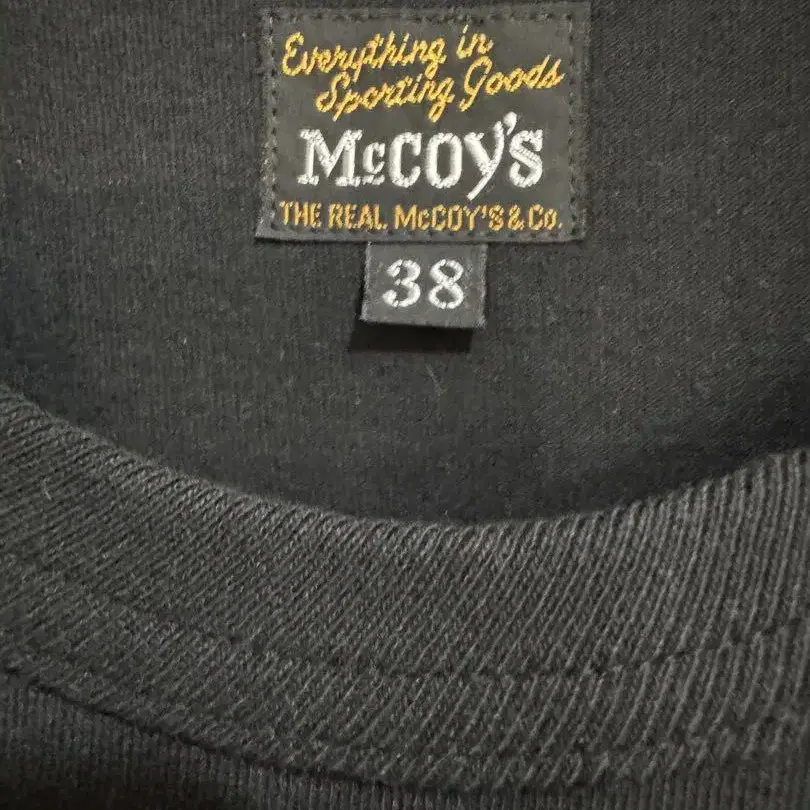 Everything in
Sporting Goods
McCOY'S
THE REAL McCOY'S & Co.
38